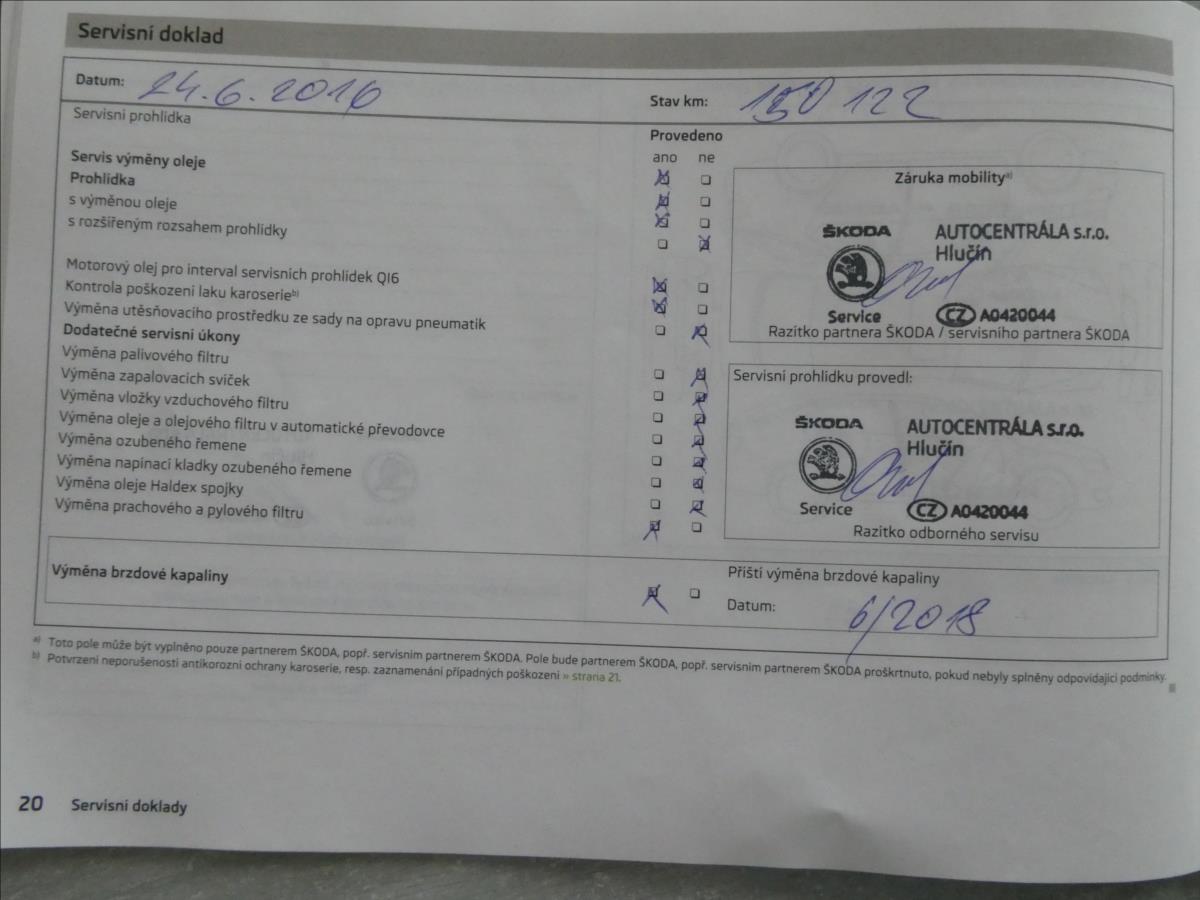 Servisní doklad
Datum: 24.6.2016
Stav km: 150 122
Servisní prohlídka
Provedeno
ano ne
Servis výměny oleje
Prohlídka
s výměnou oleje
s rozšířeným rozsahem prohlídky
Motorový olej pro interval servisních prohlídek QI6
Kontrola poškození laku karoserie b)
Výměna utěsňovacího prostředku ze sady na opravu pneumatik
Dodatečné servisní úkony
Výměna palivového filtru
Výměna zapalovacích svíček
Výměna vložky vzduchového filtru
Výměna oleje a olejového filtru v automatické převodovce
Výměna ozubeného řemene
Výměna napínací kladky ozubeného řemene
Výměna oleje Haldex spojky
Výměna prachového a pylového filtru
Záruka mobility a)
ŠKODA AUTOCENTRÁLA s.r.o.
Hlučín
Service CZ A0420044
Razítko partnera ŠKODA / servisního partnera ŠKODA
Servisní prohlídku provedl:
ŠKODA AUTOCENTRÁLA s.r.o.
Hlučín
Service CZ A0420044
Razítko odborného servisu
Výměna brzdové kapaliny
Příští výměna brzdové kapaliny
Datum: 6/2018
a) Toto pole může být vyplněno pouze partnerem ŠKODA, popř. servisním partnerem ŠKODA. Pole bude partnerem ŠKODA, popř. servisním partnerem ŠKODA proškrtnuto, pokud nebyly splněny odpovídající podmínky.
b) Potvrzení neporušenosti antikorozní ochrany karoserie, resp. zaznamenání případných poškození » strana 21.
20 Servisní doklady